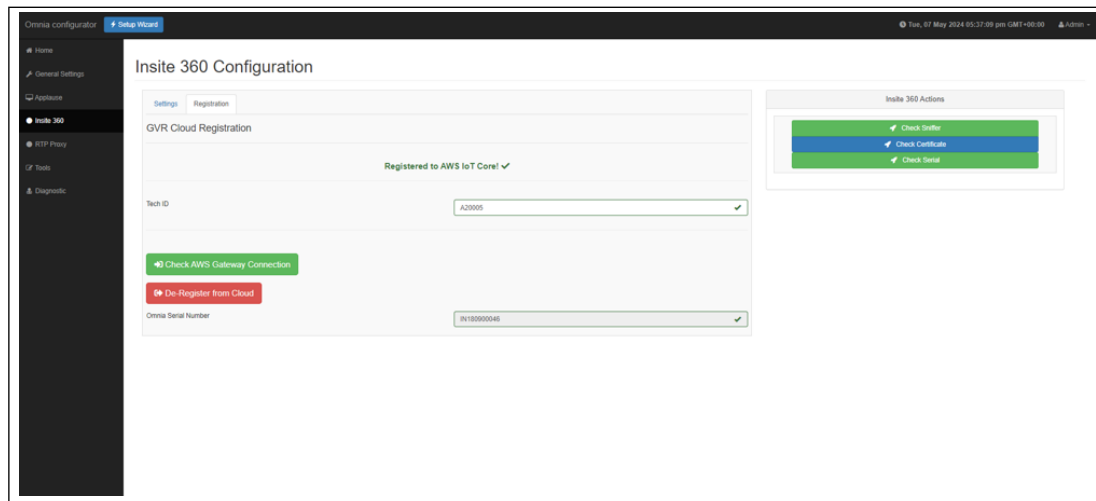 Omnia configurator Setup Wizard Tue, 07 May 2024 05:37:09 pm GMT+00:00 Admin
Home
General Settings
Applause
Insite 360
RTP Proxy
Tools
Diagnostic
Insite 360 Configuration
Settings Registration
GVR Cloud Registration
Registered to AWS IoT Core!
Tech ID A20005
Check AWS Gateway Connection
De-Register from Cloud
Omnia Serial Number IN180900046
Insite 360 Actions
Check Sniffer
Check Certificate
Check Serial